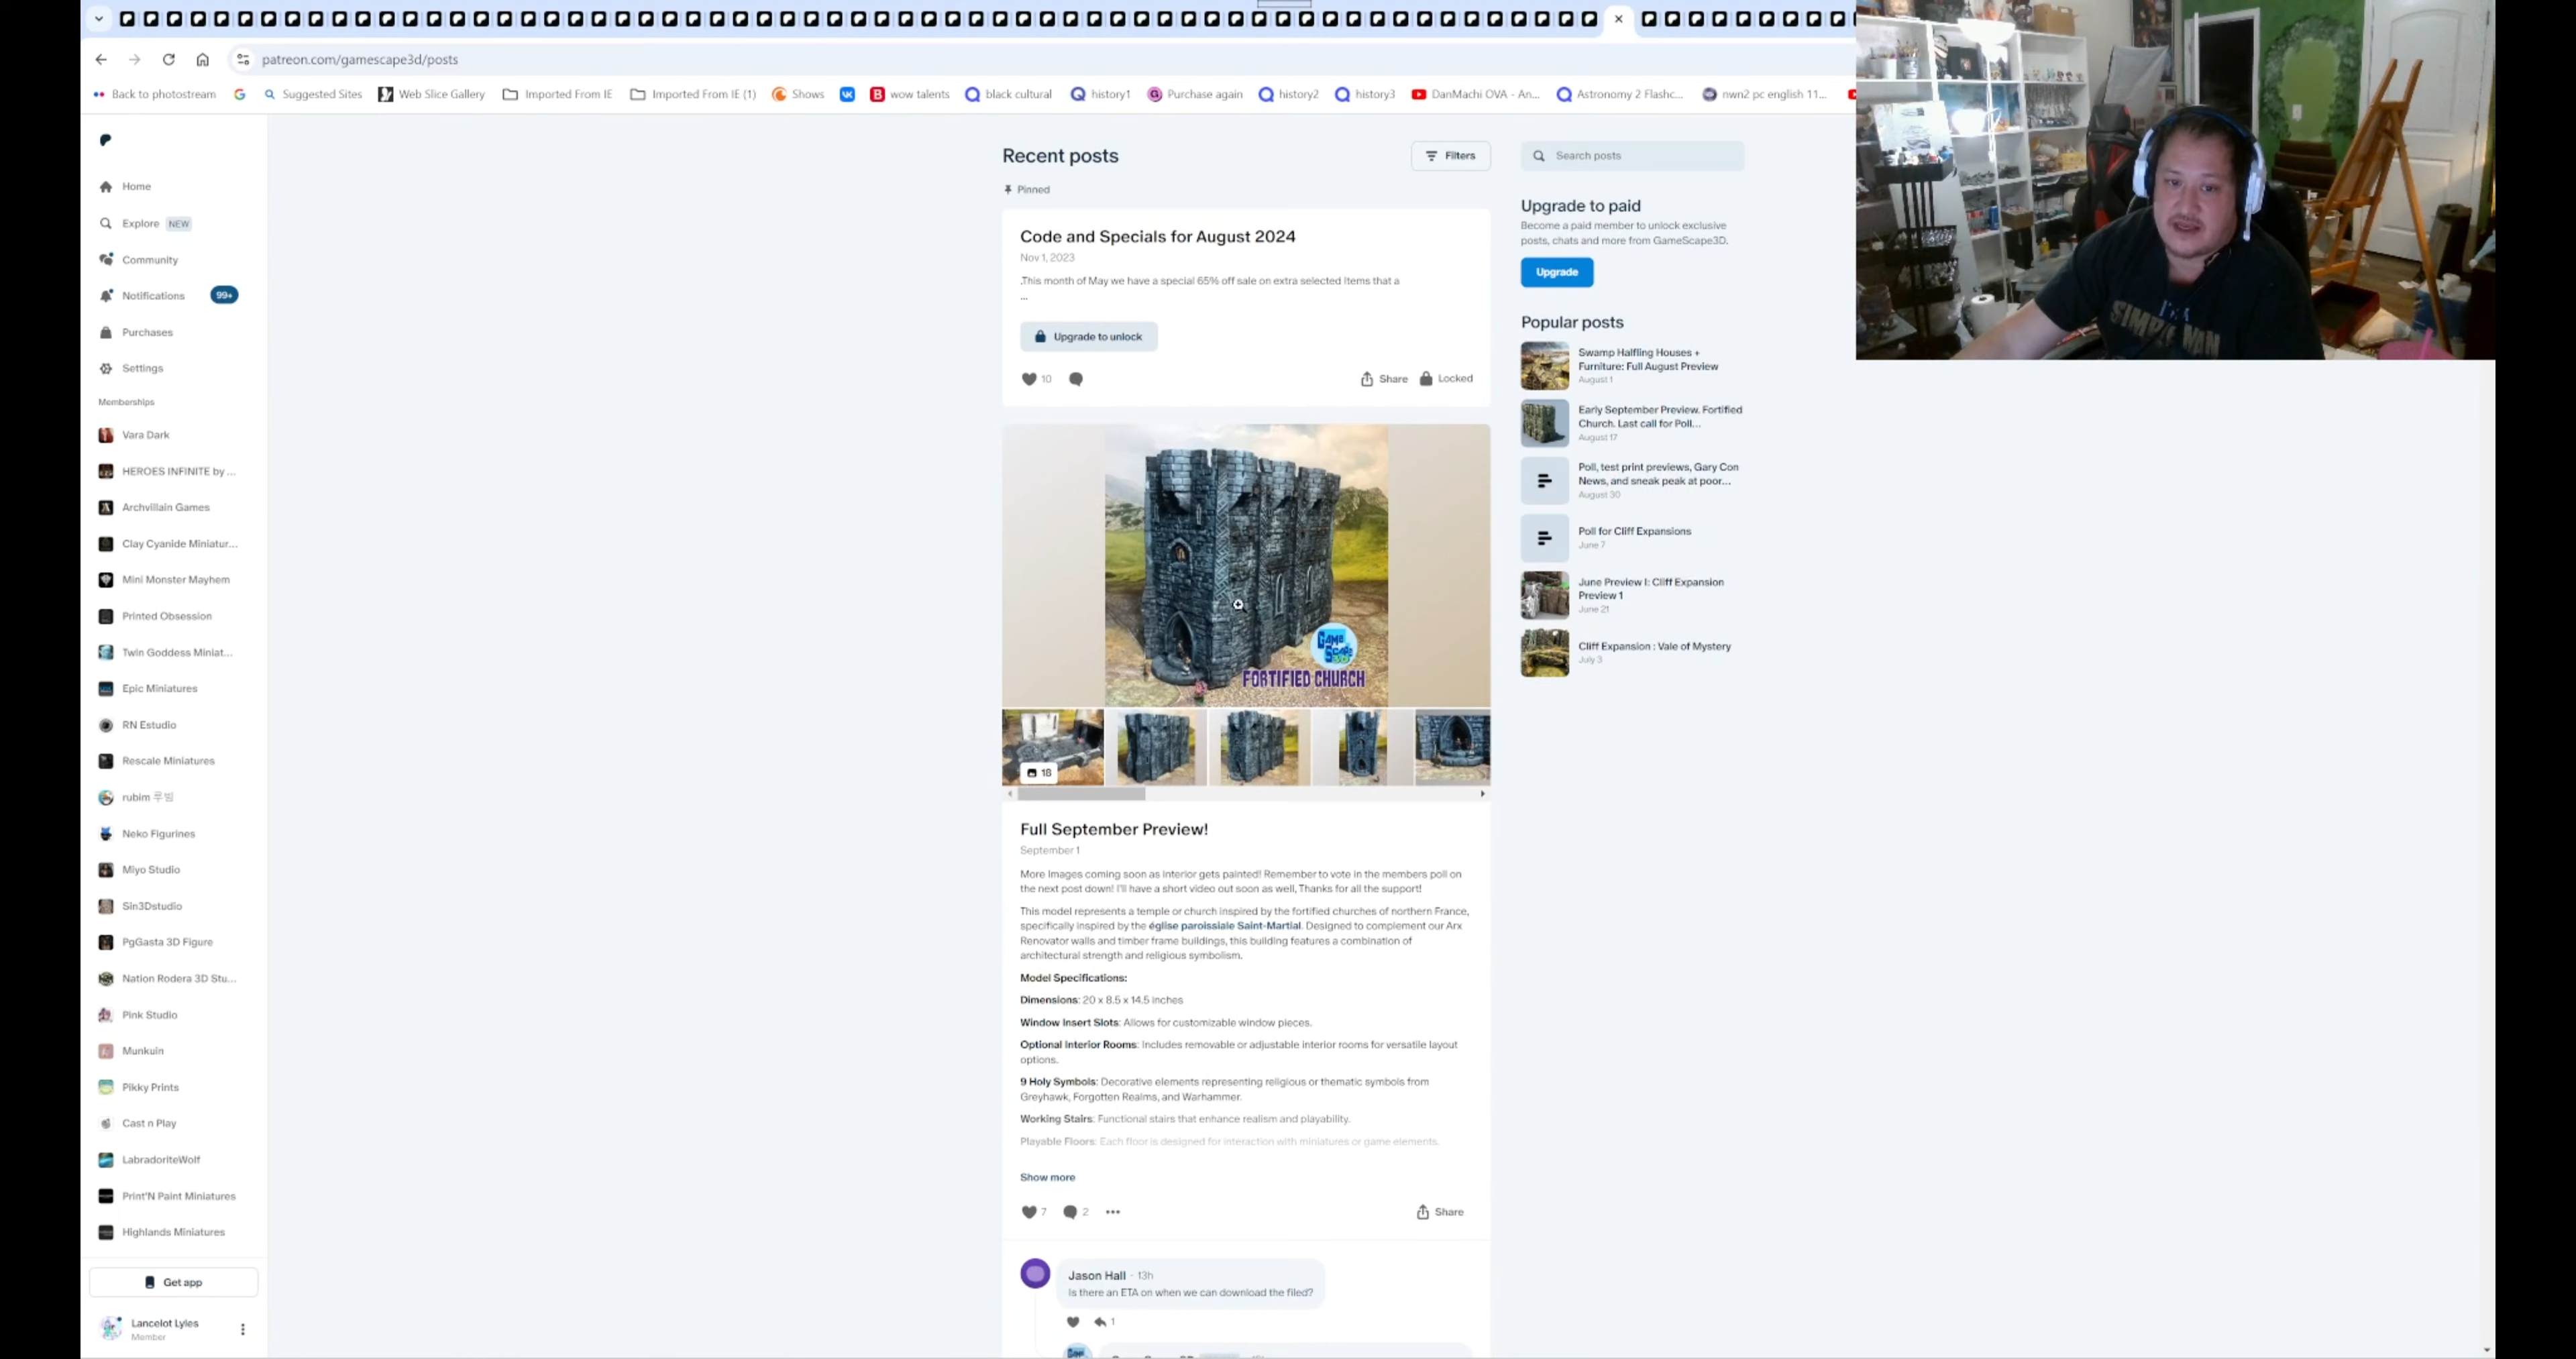 patreon.com/gamescape3d/posts
Back to photostream
Suggested Sites
Web Slice Gallery
Imported From IE
Imported From IE (1)
Shows
wow talents
black cultural
history1
Purchase again
history2
history3
DanMachi OVA - An...
Astronomy 2 Flashc...
nwn2 pc english 11...
Home
Explore NEW
Community
Notifications 99+
Purchases
Settings
Memberships
Vara Dark
HEROES INFINITE by ...
Archvillain Games
Clay Cyanide Miniatur...
Mini Monster Mayhem
Printed Obsession
Twin Goddess Miniat...
Epic Miniatures
RN Estudio
Rescale Miniatures
rubim 루빔
Neko Figurines
Miyo Studio
Sin3Dstudio
PgGasta 3D Figure
Nation Rodera 3D Stu...
Pink Studio
Munkuin
Pikky Prints
Cast n Play
LabradoriteWolf
Print'N Paint Miniatures
Highlands Miniatures
Get app
Lancelot Lyles
Member
Recent posts
Filters
Pinned
Code and Specials for August 2024
Nov 1, 2023
.This month of May we have a special 65% off sale on extra selected Items that a
...
Upgrade to unlock
10
Share
Locked
GAME
SCAPE
3D
FORTIFIED CHURCH
18
Full September Preview!
September 1
More Images coming soon as interior gets painted! Remember to vote in the members poll on
the next post down! I'll have a short video out soon as well, Thanks for all the support!
This model represents a temple or church inspired by the fortified churches of northern France,
specifically inspired by the église paroissiale Saint-Martial. Designed to complement our Arx
Renovator walls and timber frame buildings, this building features a combination of
architectural strength and religious symbolism.
Model Specifications:
Dimensions: 20 x 8.5 x 14.5 inches
Window Insert Slots: Allows for customizable window pieces.
Optional Interior Rooms: Includes removable or adjustable interior rooms for versatile layout
options.
9 Holy Symbols: Decorative elements representing religious or thematic symbols from
Greyhawk, Forgotten Realms, and Warhammer.
Working Stairs: Functional stairs that enhance realism and playability.
Playable Floors: Each floor is designed for interaction with miniatures or game elements.
Show more
7
2
Share
Jason Hall · 13h
Is there an ETA on when we can download the filed?
1
Search posts
Upgrade to paid
Become a paid member to unlock exclusive
posts, chats and more from GameScape3D.
Upgrade
Popular posts
Swamp Halfling Houses +
Furniture: Full August Preview
August 1
Early September Preview. Fortified
Church. Last call for Poll...
August 17
Poll, test print previews, Gary Con
News, and sneak peak at poor...
August 30
Poll for Cliff Expansions
June 7
June Preview I: Cliff Expansion
Preview 1
June 21
Cliff Expansion : Vale of Mystery
July 3